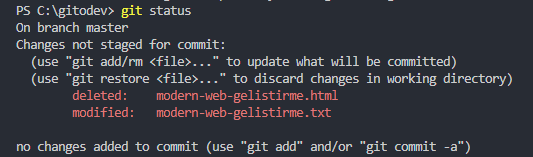 PS C:\gitodev> git status
On branch master
Changes not staged for commit:
  (use "git add/rm <file>..." to update what will be committed)
  (use "git restore <file>..." to discard changes in working directory)
        deleted:    modern-web-gelistirme.html
        modified:   modern-web-gelistirme.txt

no changes added to commit (use "git add" and/or "git commit -a")